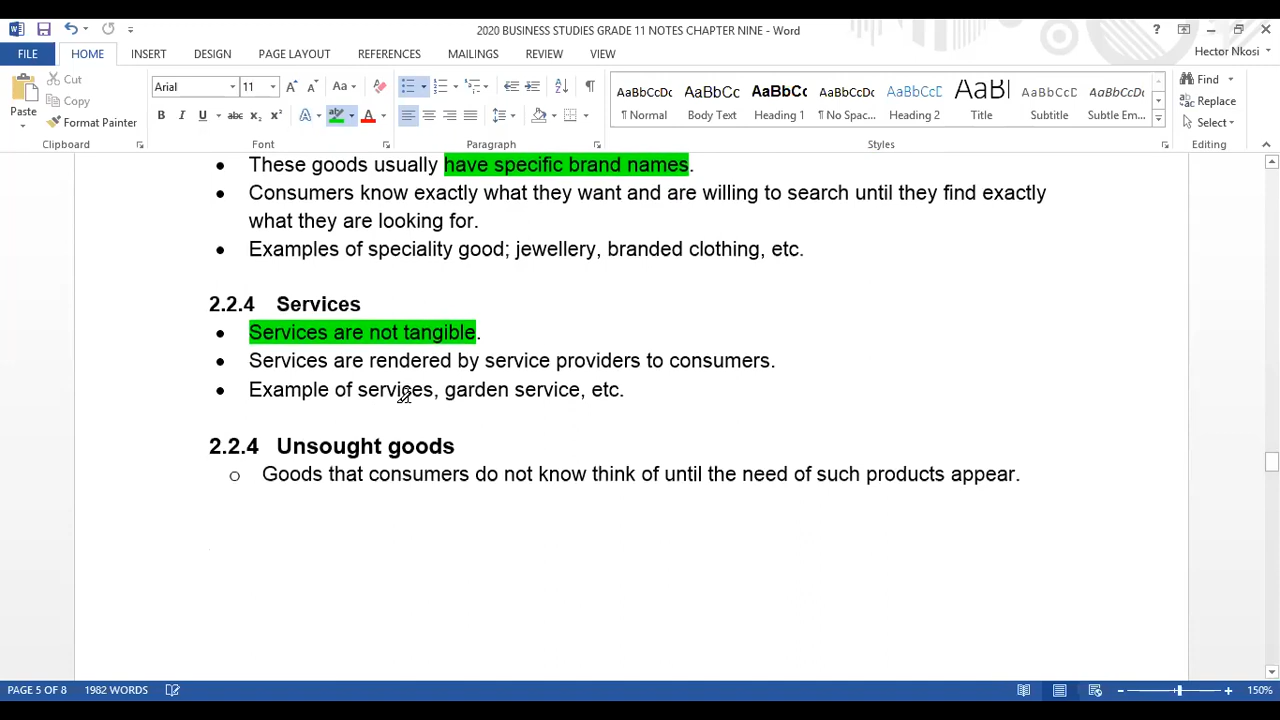 2020 BUSINESS STUDIES GRADE 11 NOTES CHAPTER NINE - Word
FILE HOME INSERT DESIGN PAGE LAYOUT REFERENCES MAILINGS REVIEW VIEW Hector Nkosi
Paste
Cut
Copy
Format Painter
Arial 11
Find
Replace
Select
AaBbCcDc AaBbCc AaBbCc AaBbCcDc AaBbCcD AaBl AaBbCcD AaBbCcDc
¶ Normal Body Text Heading 1 ¶ No Spac... Heading 2 Title Subtitle Subtle Em...
Clipboard Font Paragraph Styles Editing
• These goods usually have specific brand names.
• Consumers know exactly what they want and are willing to search until they find exactly
what they are looking for.
• Examples of speciality good; jewellery, branded clothing, etc.
2.2.4 Services
• Services are not tangible.
• Services are rendered by service providers to consumers.
• Example of services, garden service, etc.
2.2.4 Unsought goods
o Goods that consumers do not know think of until the need of such products appear.
PAGE 5 OF 8 1982 WORDS 150%